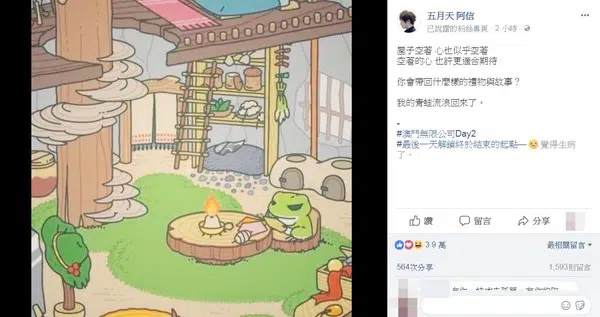 五月天 阿信
已說讚的粉絲專頁 · 2 小時 ·
屋子空著 心也似乎空著
空著的心 也許更適合期待
你會帶回什麼樣的禮物與故事？
我的青蛙流浪回來了。
-
#澳門無限公司Day2
#最後一天解鎖終於結束的起點— 覺得生病
了。
讚 留言 分享
3.9 萬 最相關留言
564次分享 1,593則留言
留言……